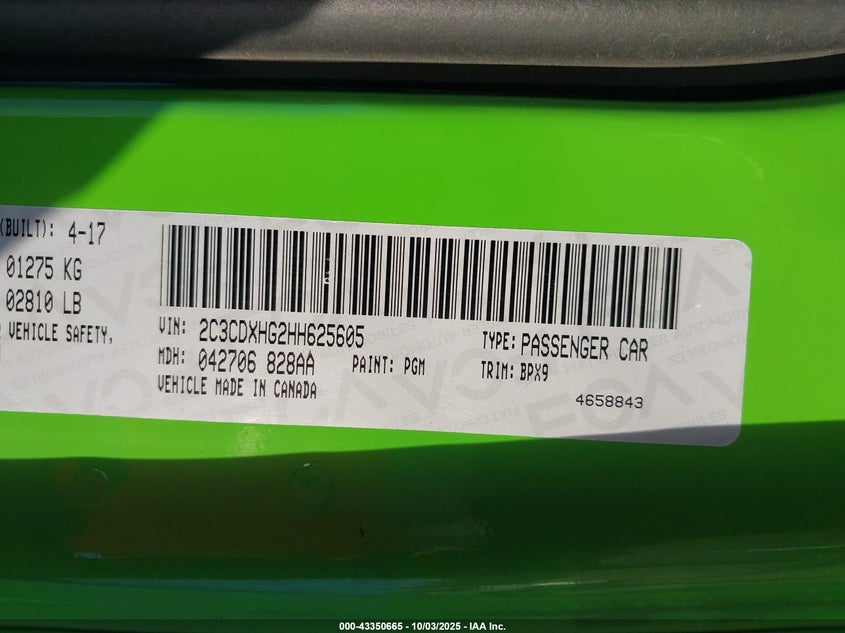 (BUILT): 4-17
01275 KG
02810 LB
VEHICLE SAFETY,
VIN: 2C3CDXHG2HH625605
TYPE: PASSENGER CAR
MDH: 042706 828AA
PAINT: PGM
TRIM: BPX9
VEHICLE MADE IN CANADA
4658843
000-43350665 - 10/03/2025 - IAA Inc.